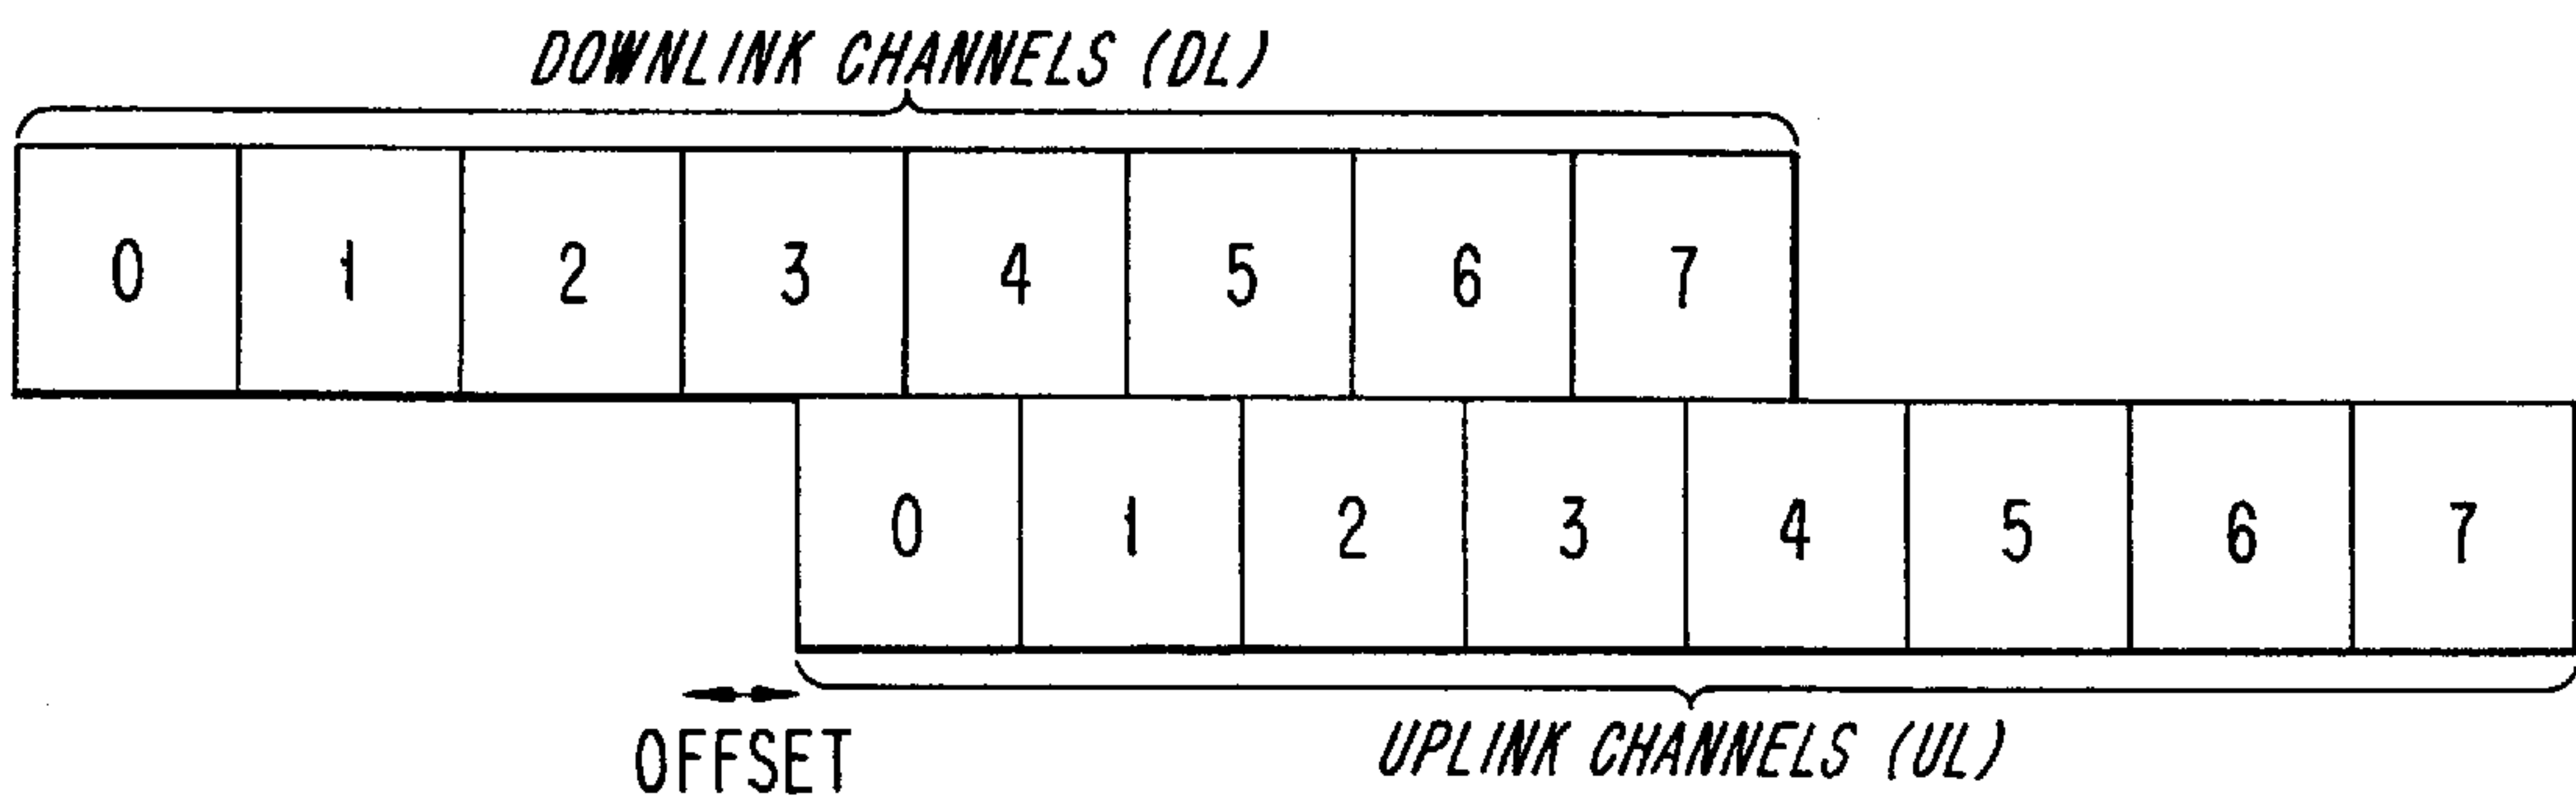 DOWNLINK CHANNELS (DL)
0 1 2 3 4 5 6 7
0 1 2 3 4 5 6 7
OFFSET
UPLINK CHANNELS (UL)